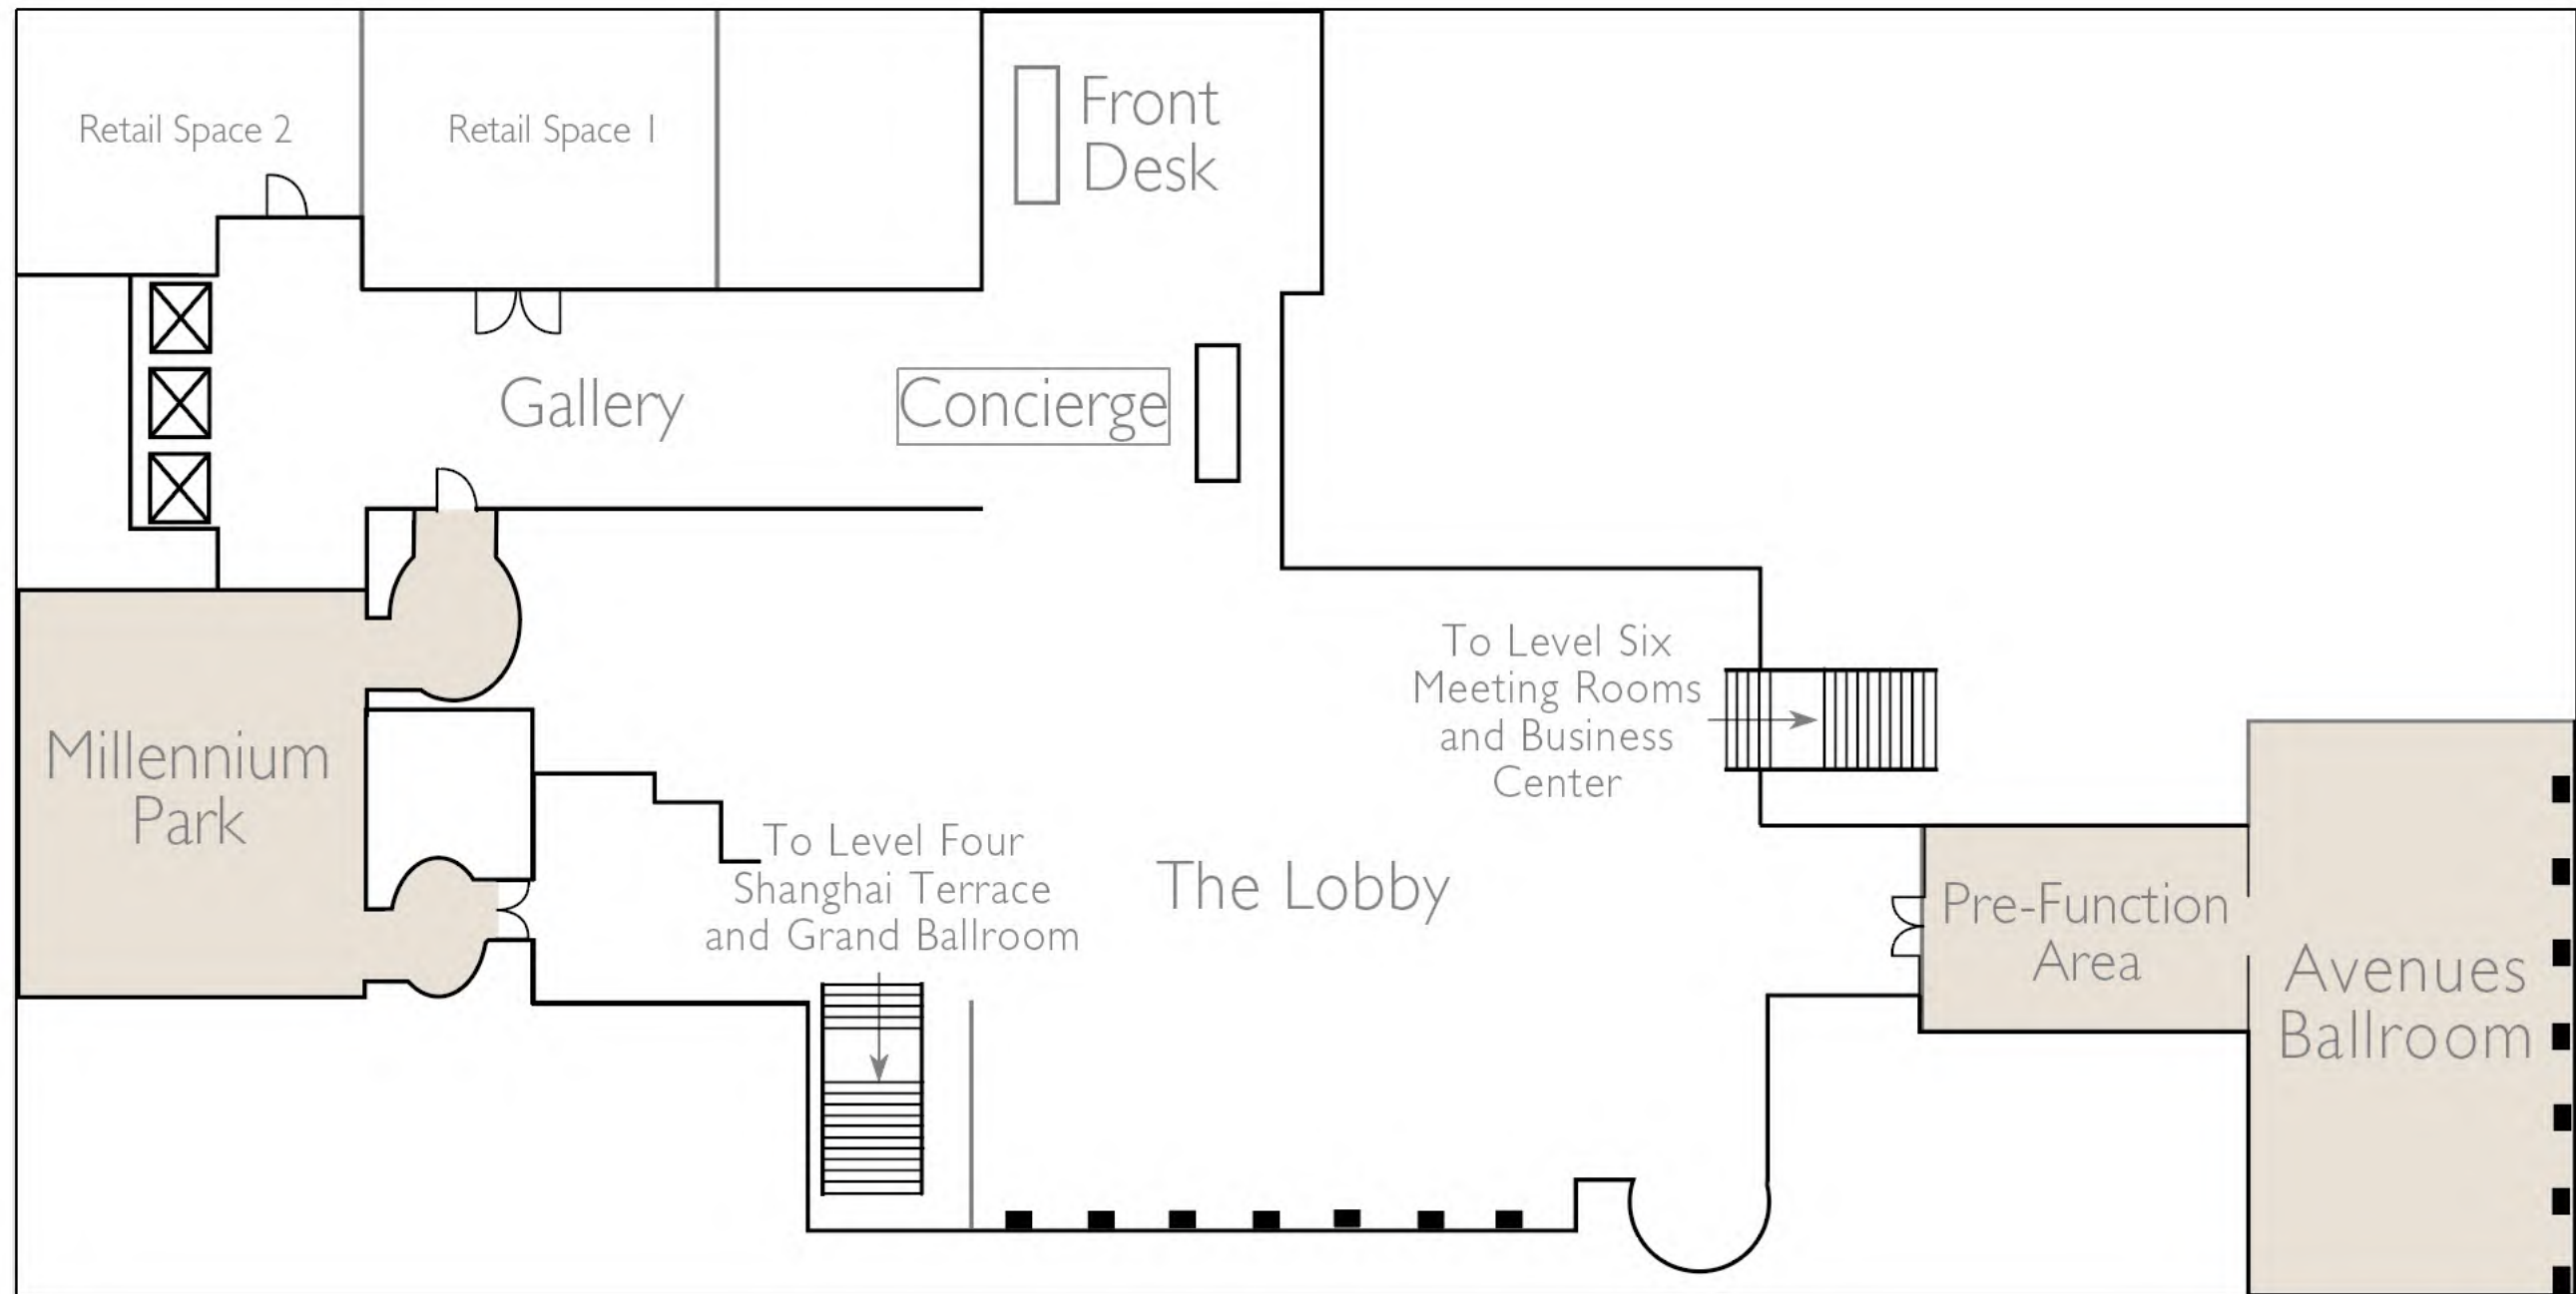 Retail Space 2
Retail Space 1
Front
Desk
Gallery
Concierge
To Level Six
Meeting Rooms
and Business
Center
Millennium
Park
To Level Four
Shanghai Terrace
and Grand Ballroom
The Lobby
Pre-Function
Area
Avenues
Ballroom